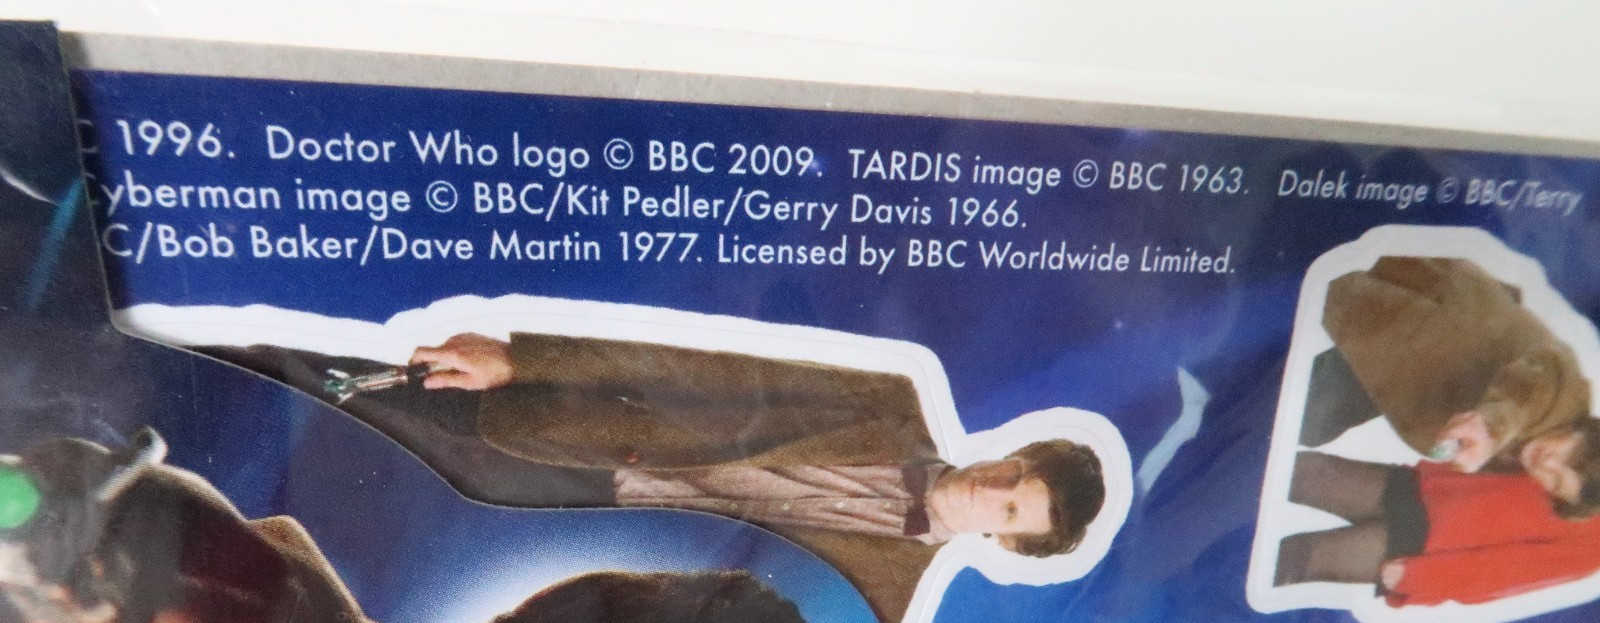 1996. Doctor Who logo © BBC 2009. TARDIS image © BBC 1963. Dalek image © BBC/Terry
yberman image © BBC/Kit Pedler/Gerry Davis 1966.
C/Bob Baker/Dave Martin 1977. Licensed by BBC Worldwide Limited.